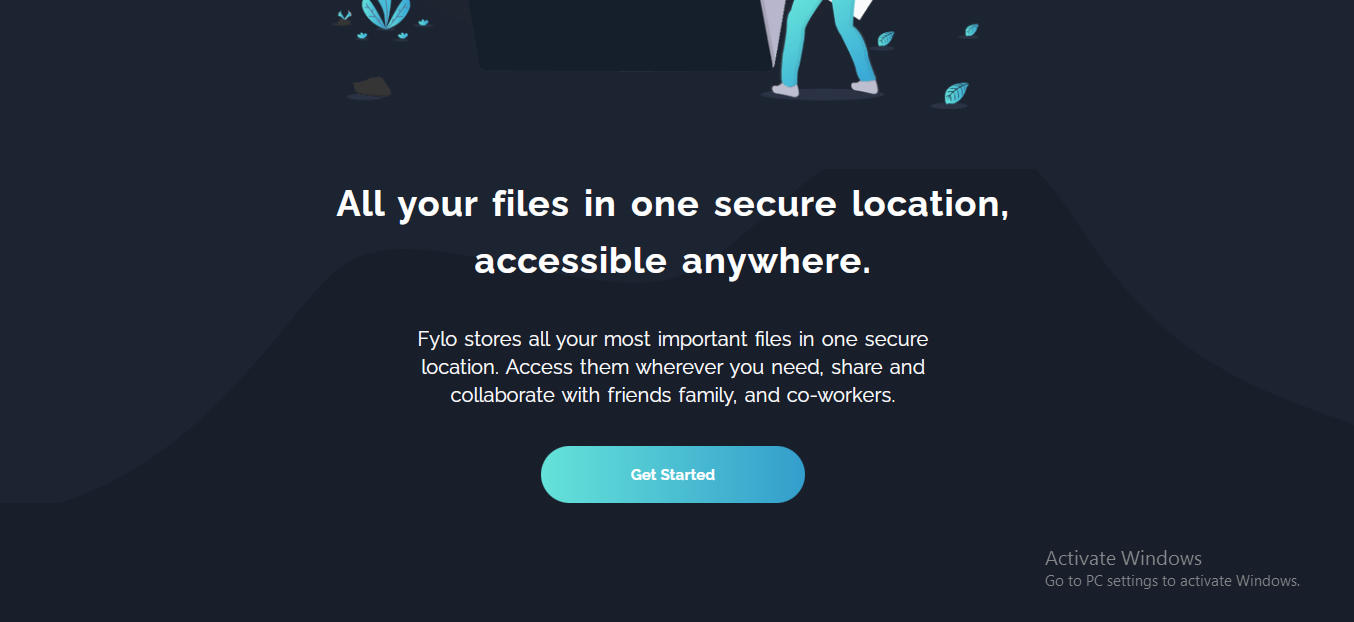 All your files in one secure location,
accessible anywhere.
Fylo stores all your most important files in one secure
location. Access them wherever you need, share and
collaborate with friends family, and co-workers.
Get Started
Activate Windows
Go to PC settings to activate Windows.